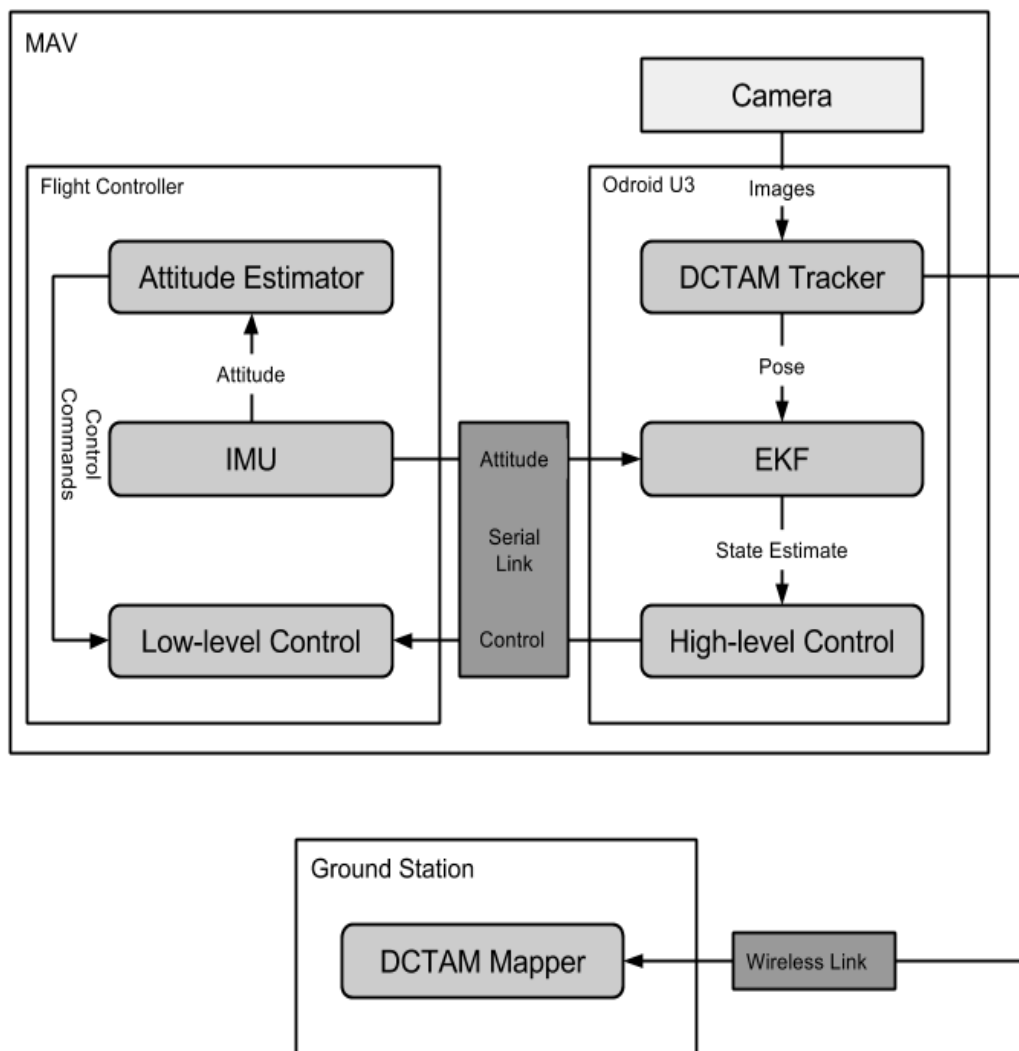 MAV
Camera
Flight Controller
Odroid U3
Images
Attitude Estimator
DCTAM Tracker
Attitude
Pose
Control
Commands
IMU
Attitude
EKF
Serial
Link
State Estimate
Low-level Control
Control
High-level Control
Ground Station
DCTAM Mapper
Wireless Link